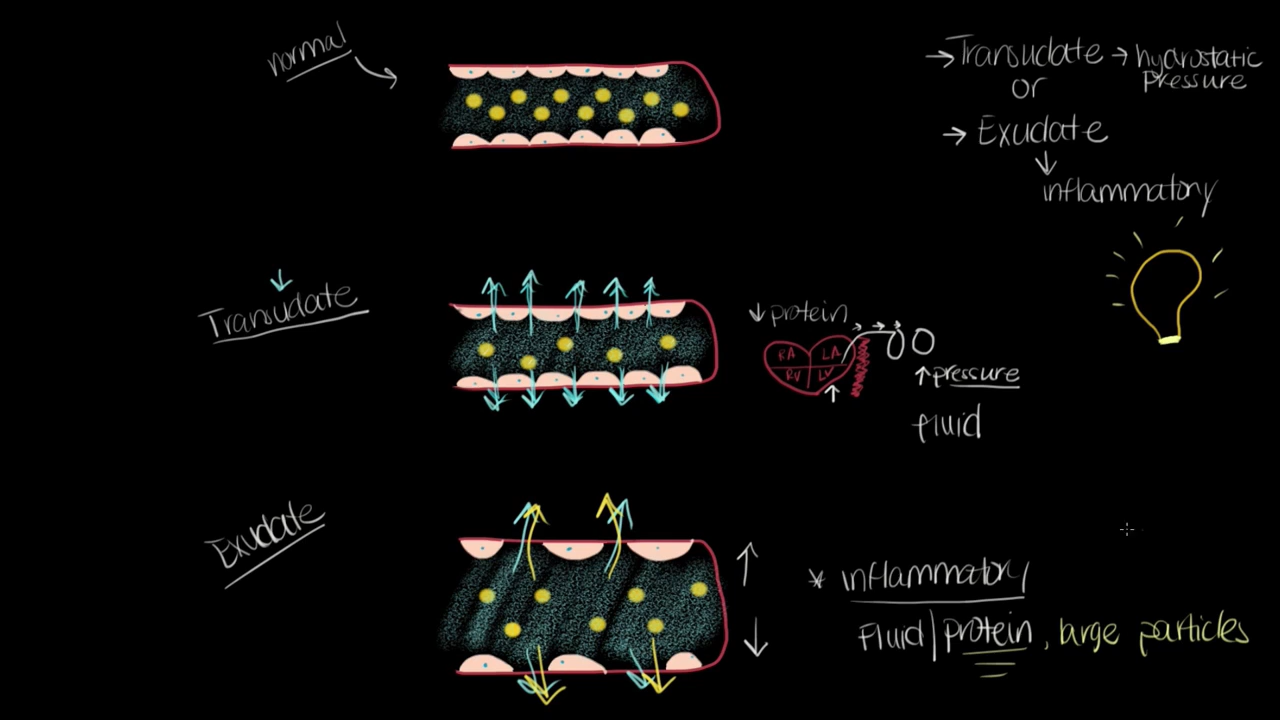 normal
→ Transudate → hydrostatic
pressure
or
→ Exudate
inflammatory
Transudate
↓ protein
RA LA
RV LV
↑ pressure
fluid
Exudate
* inflammatory
Fluid/protein, large particles